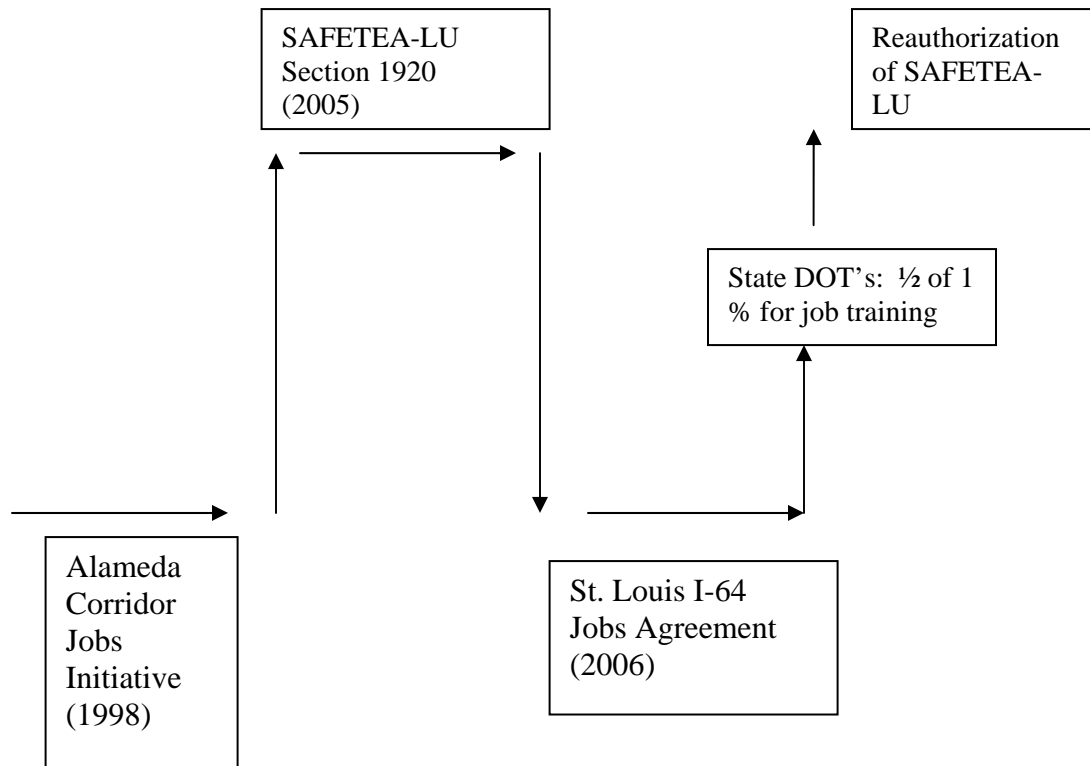 SAFETEA-LU
Section 1920
(2005)
Reauthorization
of SAFETEA-
LU
State DOT’s:  ½ of 1
% for job training
Alameda
Corridor
Jobs
Initiative
(1998)
St. Louis I-64
Jobs Agreement
(2006)